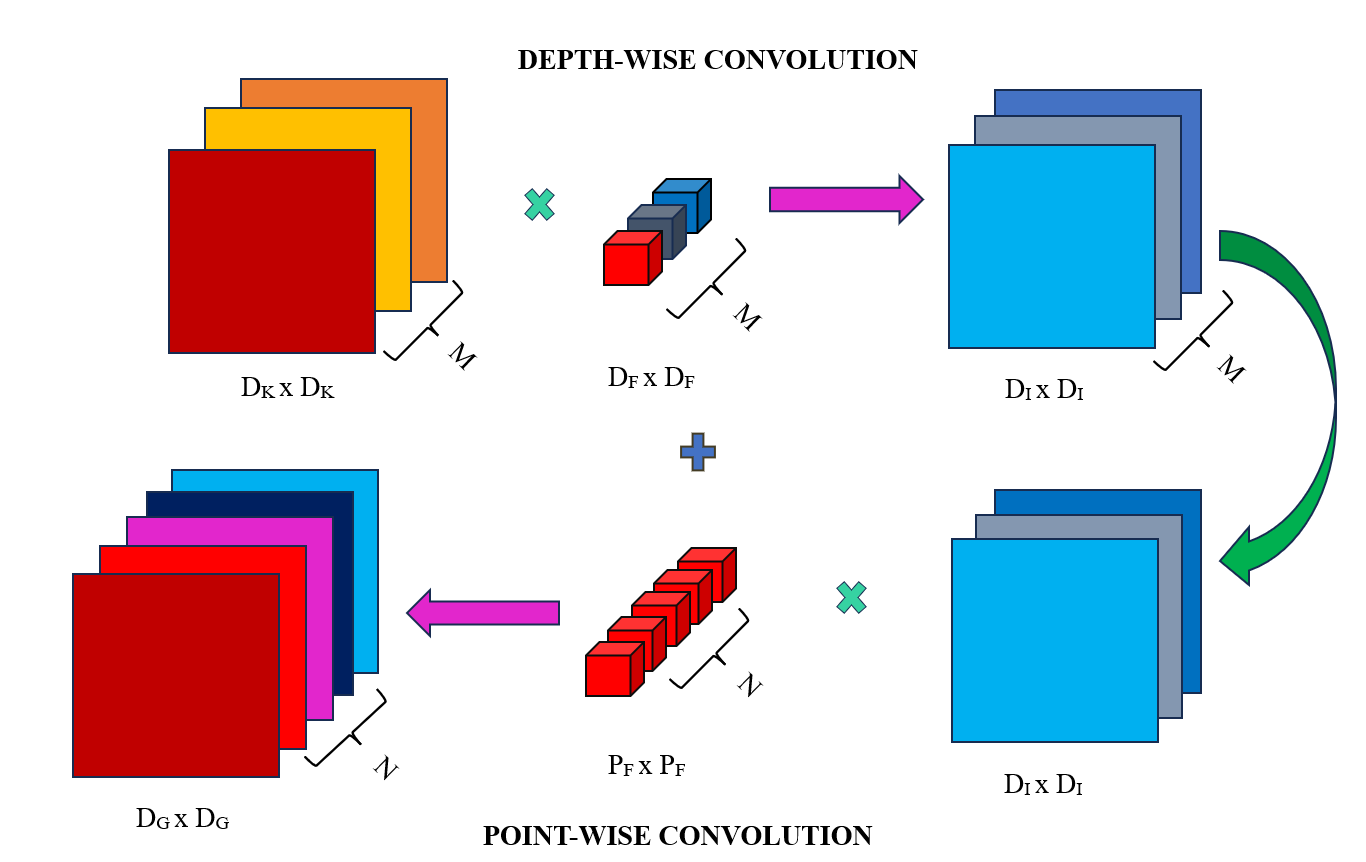 DEPTH-WISE CONVOLUTION
M
M
M
D_K x D_K
D_F x D_F
D_I x D_I
N
N
P_F x P_F
D_I x D_I
D_G x D_G
POINT-WISE CONVOLUTION